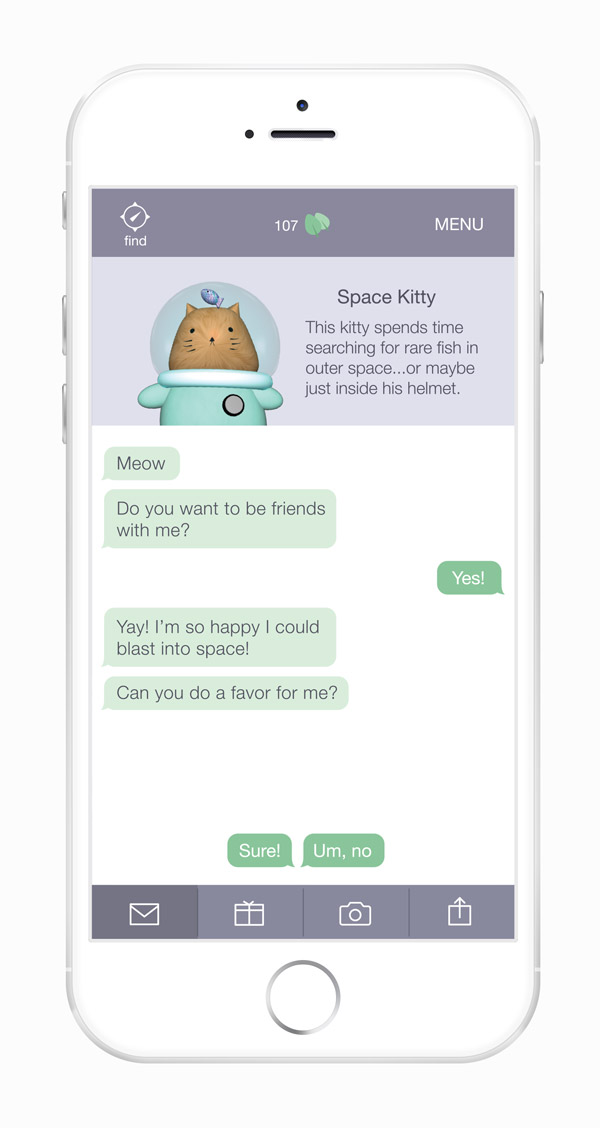 find
107
MENU
Space Kitty
This kitty spends time
searching for rare fish in
outer space...or maybe
just inside his helmet.
Meow
Do you want to be friends
with me?
Yes!
Yay! I’m so happy I could
blast into space!
Can you do a favor for me?
Sure!
Um, no